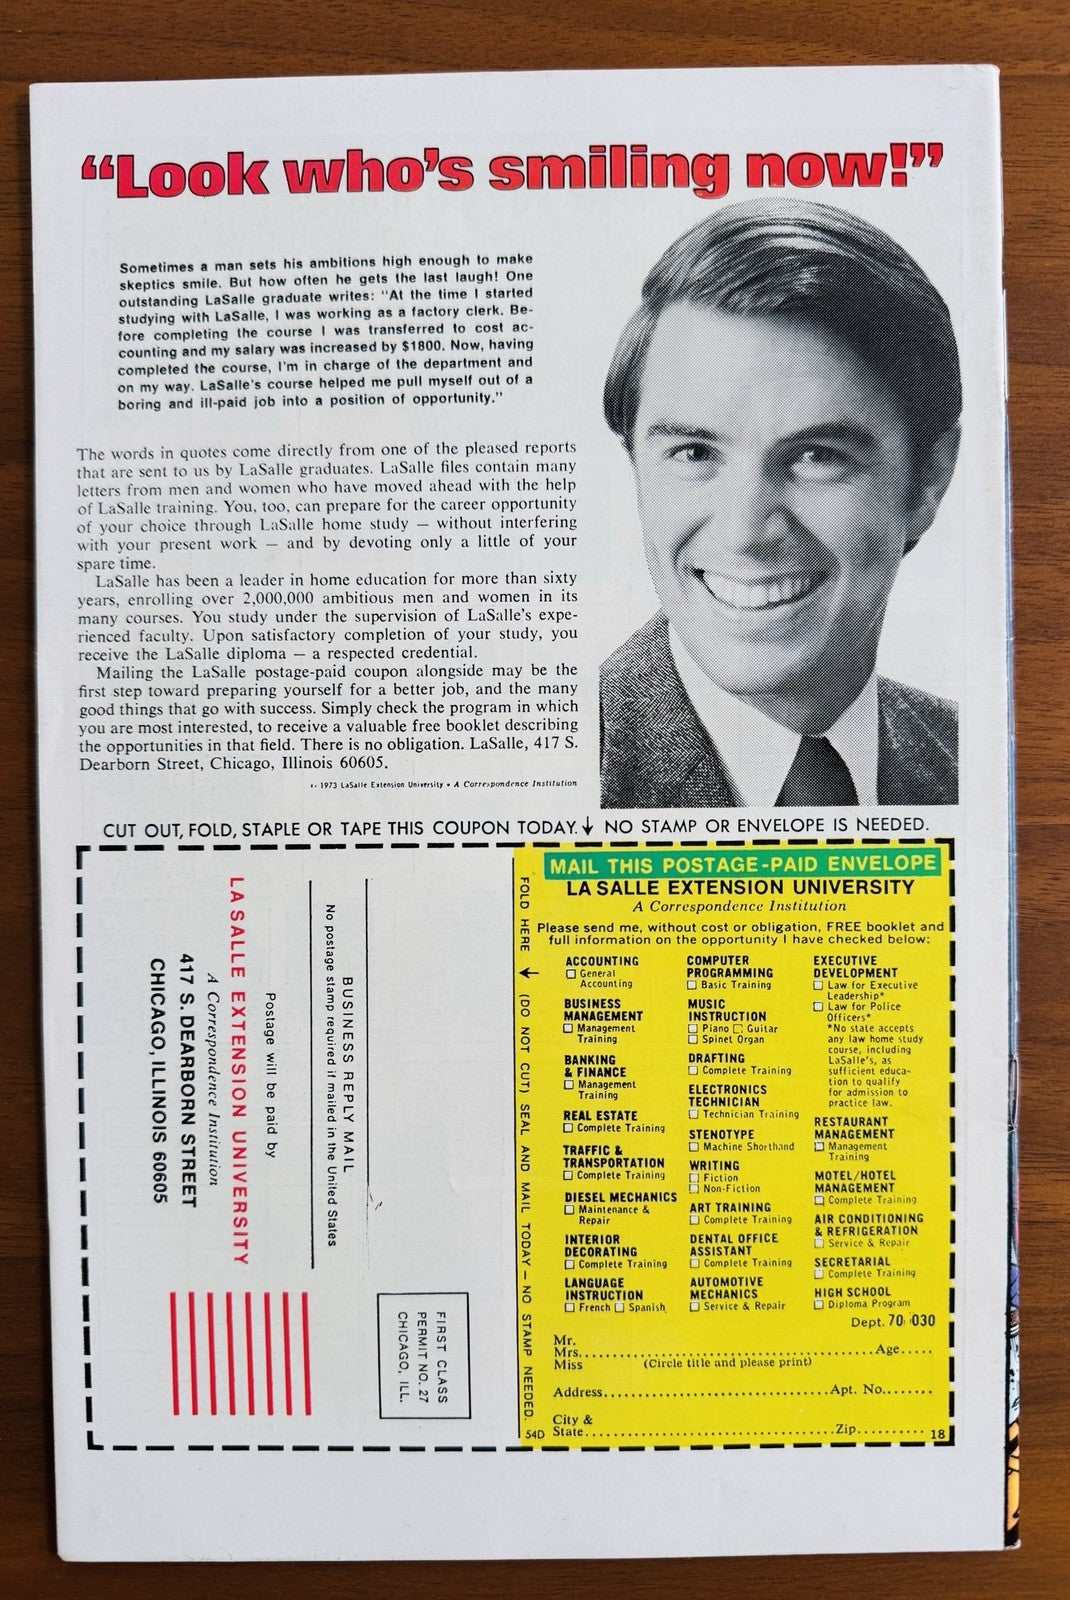 “Look who’s smiling now!”
Sometimes a man sets his ambitions high enough to make
skeptics smile. But how often he gets the last laugh! One
outstanding LaSalle graduate writes: “At the time I started
studying with LaSalle, I was working as a factory clerk. Be-
fore completing the course I was transferred to cost ac-
counting and my salary was increased by $1800. Now, having
completed the course, I’m in charge of the department and
on my way. LaSalle’s course helped me pull myself out of a
boring and ill-paid job into a position of opportunity.”
The words in quotes come directly from one of the pleased reports
that are sent to us by LaSalle graduates. LaSalle files contain many
letters from men and women who have moved ahead with the help
of LaSalle training. You, too, can prepare for the career opportunity
of your choice through LaSalle home study — without interfering
with your present work — and by devoting only a little of your
spare time.
LaSalle has been a leader in home education for more than sixty
years, enrolling over 2,000,000 ambitious men and women in its
many courses. You study under the supervision of LaSalle’s expe-
rienced faculty. Upon satisfactory completion of your study, you
receive the LaSalle diploma — a respected credential.
Mailing the LaSalle postage-paid coupon alongside may be the
first step toward preparing yourself for a better job, and the many
good things that go with success. Simply check the program in which
you are most interested, to receive a valuable free booklet describing
the opportunities in that field. There is no obligation. LaSalle, 417 S.
Dearborn Street, Chicago, Illinois 60605.
1973 LaSalle Extension University • A Correspondence Institution
CUT OUT, FOLD, STAPLE OR TAPE THIS COUPON TODAY. ↓ NO STAMP OR ENVELOPE IS NEEDED.
FIRST CLASS
PERMIT NO. 27
CHICAGO, ILL.
BUSINESS REPLY MAIL
No postage stamp required if mailed in the United States
Postage will be paid by
LA SALLE EXTENSION UNIVERSITY
A Correspondence Institution
417 S. DEARBORN STREET
CHICAGO, ILLINOIS 60605
FOLD HERE ← (DO NOT CUT) SEAL AND MAIL TODAY — NO STAMP NEEDED.
MAIL THIS POSTAGE-PAID ENVELOPE
LA SALLE EXTENSION UNIVERSITY
A Correspondence Institution
Please send me, without cost or obligation, FREE booklet and
full information on the opportunity I have checked below:
ACCOUNTING
☐ General
Accounting
BUSINESS
MANAGEMENT
☐ Management
Training
BANKING
& FINANCE
☐ Management
Training
REAL ESTATE
☐ Complete Training
TRAFFIC &
TRANSPORTATION
☐ Complete Training
DIESEL MECHANICS
☐ Maintenance &
Repair
INTERIOR
DECORATING
☐ Complete Training
LANGUAGE
INSTRUCTION
☐ French ☐ Spanish
COMPUTER
PROGRAMMING
☐ Basic Training
MUSIC
INSTRUCTION
☐ Piano ☐ Guitar
☐ Spinet Organ
DRAFTING
☐ Complete Training
ELECTRONICS
TECHNICIAN
☐ Technician Training
STENOTYPE
☐ Machine Shorthand
WRITING
☐ Fiction
☐ Non-Fiction
ART TRAINING
☐ Complete Training
DENTAL OFFICE
ASSISTANT
☐ Complete Training
AUTOMOTIVE
MECHANICS
☐ Service & Repair
EXECUTIVE
DEVELOPMENT
☐ Law for Executive
Leadership*
☐ Law for Police
Officers*
*No state accepts
any law home study
course, including
LaSalle’s, as
sufficient educa-
tion to qualify
for admission to
practice law.
RESTAURANT
MANAGEMENT
☐ Management
Training
MOTEL/HOTEL
MANAGEMENT
☐ Complete Training
AIR CONDITIONING
& REFRIGERATION
☐ Service & Repair
SECRETARIAL
☐ Complete Training
HIGH SCHOOL
☐ Diploma Program
Dept. 70-030
Mr.
Mrs. Age
Miss (Circle title and please print)
Address Apt. No.
City &
State Zip
54D
18